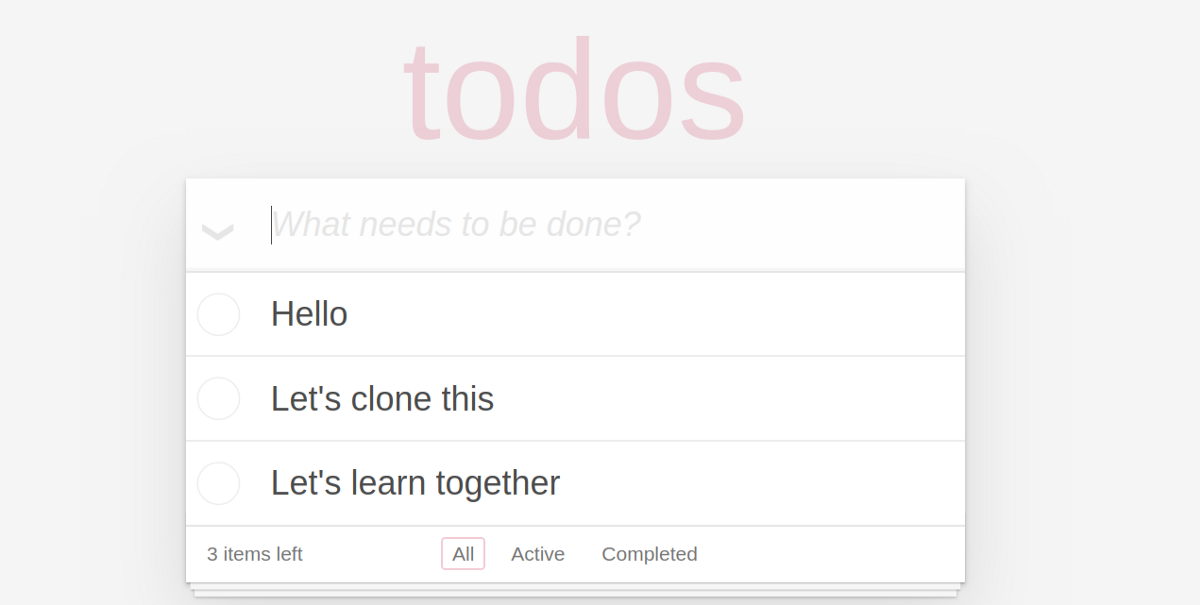 todos
What needs to be done?
Hello
Let's clone this
Let's learn together
3 items left All Active Completed